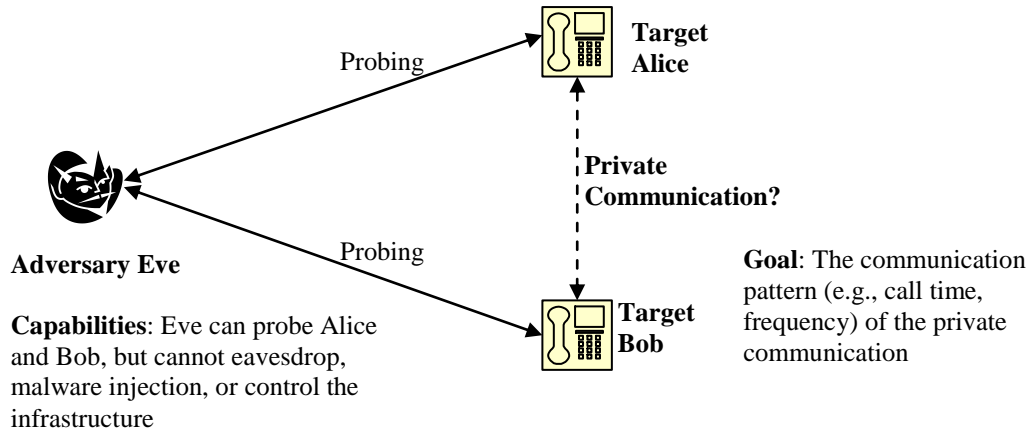 Target
Alice
Probing
Private
Communication?
Probing
Adversary Eve
Capabilities: Eve can probe Alice
and Bob, but cannot eavesdrop,
malware injection, or control the
infrastructure
Target
Bob
Goal: The communication
pattern (e.g., call time,
frequency) of the private
communication